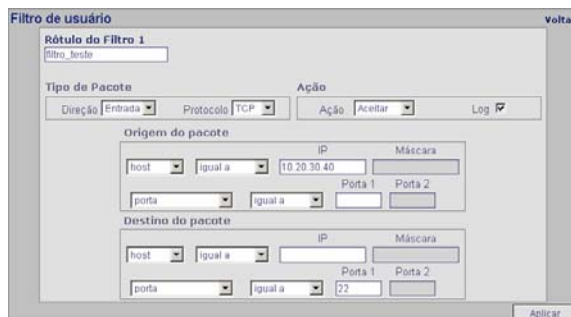 Filtro de usuário Volta
Rótulo do Filtro 1
filtro_teste
Tipo de Pacote Ação
Direção Entrada Protocolo TCP Ação Aceitar Log
Origem do pacote
IP Máscara
host igual a 10.20.30.40
Porta 1 Porta 2
porta igual a
Destino do pacote
IP Máscara
host igual a
Porta 1 Porta 2
porta igual a 22
Aplicar